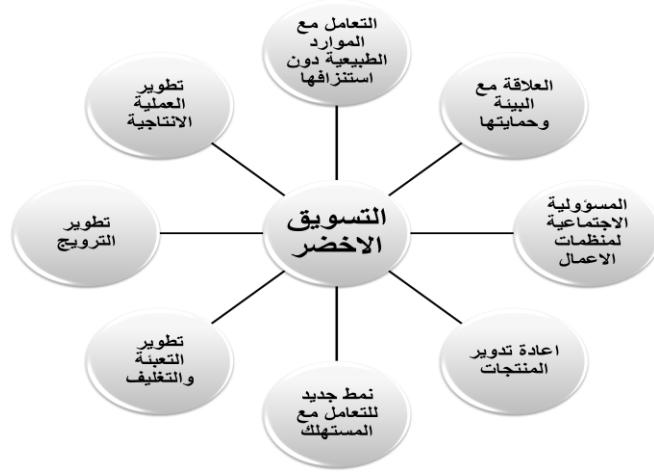 التعامل مع
الموارد
الطبيعية دون
استنزافها
العلاقة مع
البيئة
وحمايتها
المسؤولية
الاجتماعية
لمنظمات
الاعمال
اعادة تدوير
المنتجات
نمط جديد
للتعامل مع
المستهلك
تطوير
التعبئة
والتغليف
تطوير
الترويج
تطوير
العملية
الانتاجية
التسويق
الاخضر